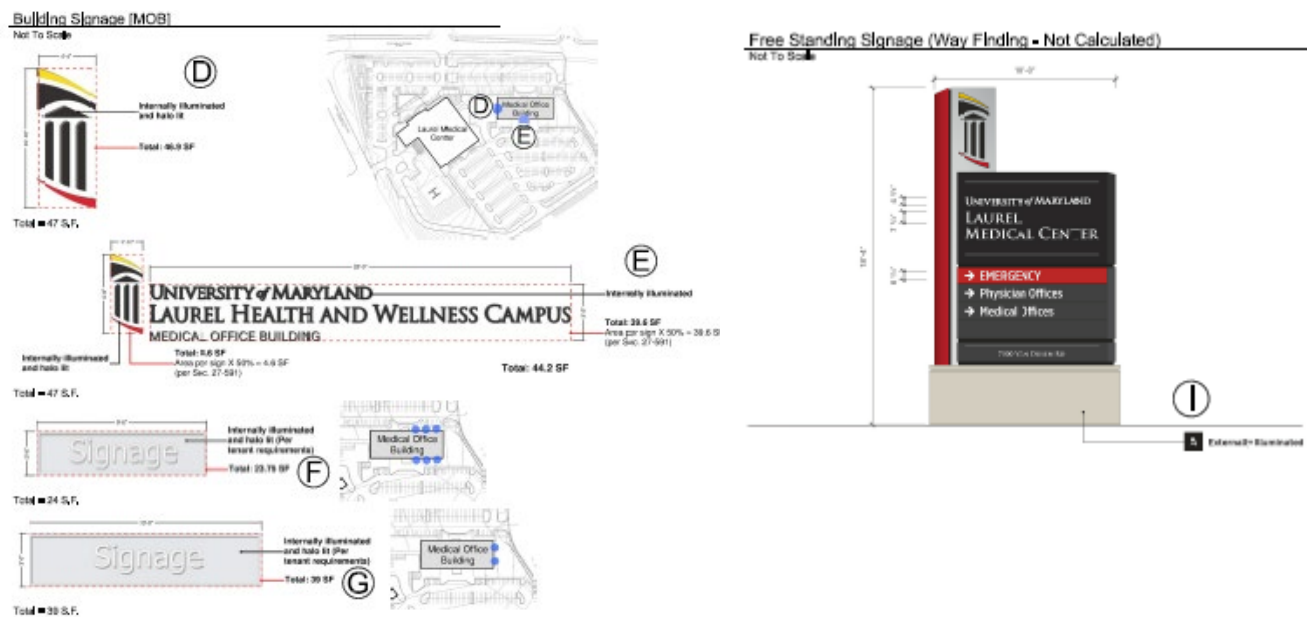 Building Signage [MOB]
Not To Scale
D
Internally illuminated
and halo lit
Total: 46.9 SF
Total = 47 S.F.
Laurel Medical
Center
Medical Office
Building
D
E
H
E
UNIVERSITY of MARYLAND
LAUREL HEALTH AND WELLNESS CAMPUS
MEDICAL OFFICE BUILDING
Internally illuminated
Total: 39.6 SF
Area per sign X 50% = 39.6 SF
(per Sec. 27-591)
Internally illuminated
and halo lit
Area per sign X 50% = 4.6 SF
(per Sec. 27-591)
Total: 44.2 SF
Total = 47 S.F.
Signage
Internally illuminated
and halo lit (Per
tenant requirements)
Total: 23.75 SF
F
Medical Office
Building
Total = 24 S.F.
Signage
Internally illuminated
and halo lit (Per
tenant requirements)
Total: 39 SF
G
Medical Office
Building
Total = 39 S.F.
Free Standing Signage (Way Finding - Not Calculated)
Not To Scale
UNIVERSITY of MARYLAND
LAUREL
MEDICAL CENTER
→ EMERGENCY
→ Physician Offices
→ Medical Offices
I
Externally Illuminated